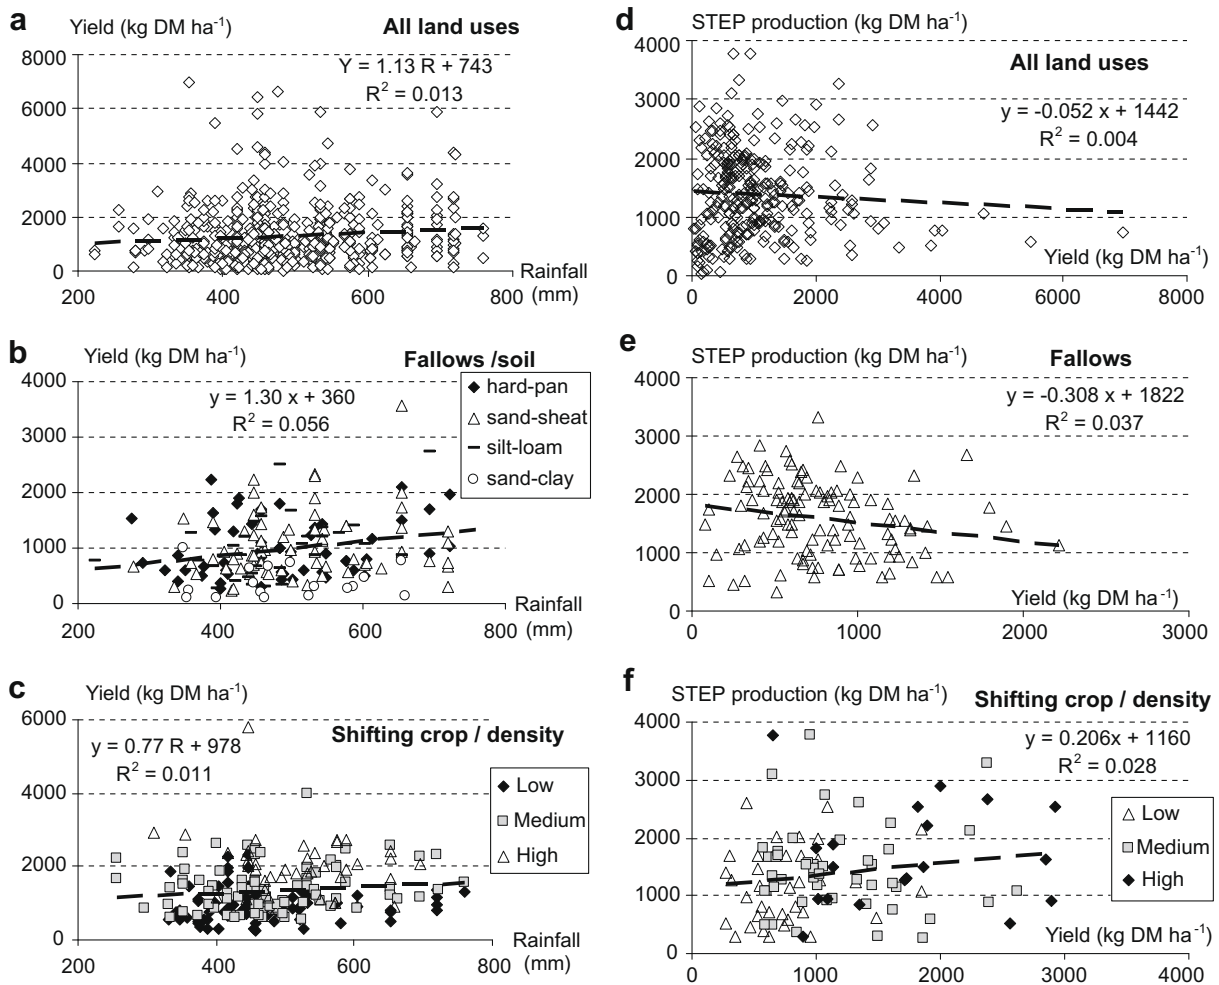 a
Yield (kg DM ha⁻¹)
All land uses
Y = 1.13 R + 743
R² = 0.013
8000
6000
4000
2000
0
200
400
600
800
Rainfall
(mm)
d
STEP production (kg DM ha⁻¹)
All land uses
y = -0.052 x + 1442
R² = 0.004
4000
3000
2000
1000
0
0
2000
4000
6000
8000
Yield (kg DM ha⁻¹)
b
Yield (kg DM ha⁻¹)
Fallows /soil
y = 1.30 x + 360
R² = 0.056
hard-pan
sand-sheat
silt-loam
sand-clay
4000
3000
2000
1000
0
200
400
600
800
Rainfall
(mm)
e
STEP production (kg DM ha⁻¹)
Fallows
y = -0.308 x + 1822
R² = 0.037
4000
3000
2000
1000
0
0
1000
2000
3000
Yield (kg DM ha⁻¹)
c
Yield (kg DM ha⁻¹)
Shifting crop / density
y = 0.77 R + 978
R² = 0.011
Low
Medium
High
6000
4000
2000
0
200
400
600
800
Rainfall
(mm)
f
STEP production (kg DM ha⁻¹)
Shifting crop / density
y = 0.206x + 1160
R² = 0.028
Low
Medium
High
4000
3000
2000
1000
0
0
1000
2000
3000
4000
Yield (kg DM ha⁻¹)